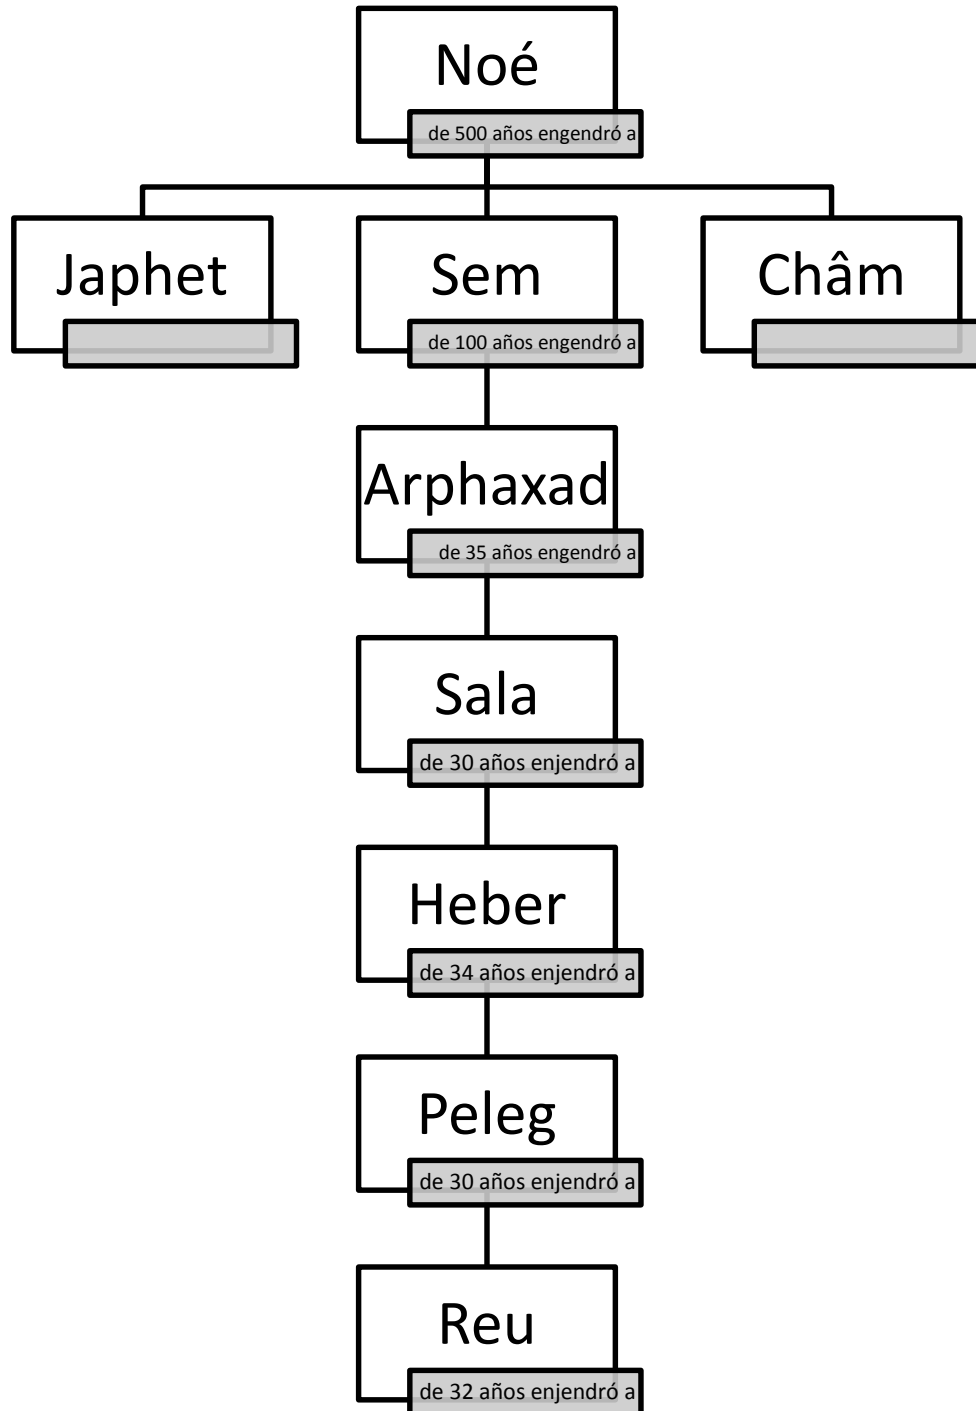 Noé
de 500 años engendró a
Japhet
Sem
de 100 años engendró a
Châm
Arphaxad
de 35 años engendró a
Sala
de 30 años enjendró a
Heber
de 34 años enjendró a
Peleg
de 30 años enjendró a
Reu
de 32 años enjendró a